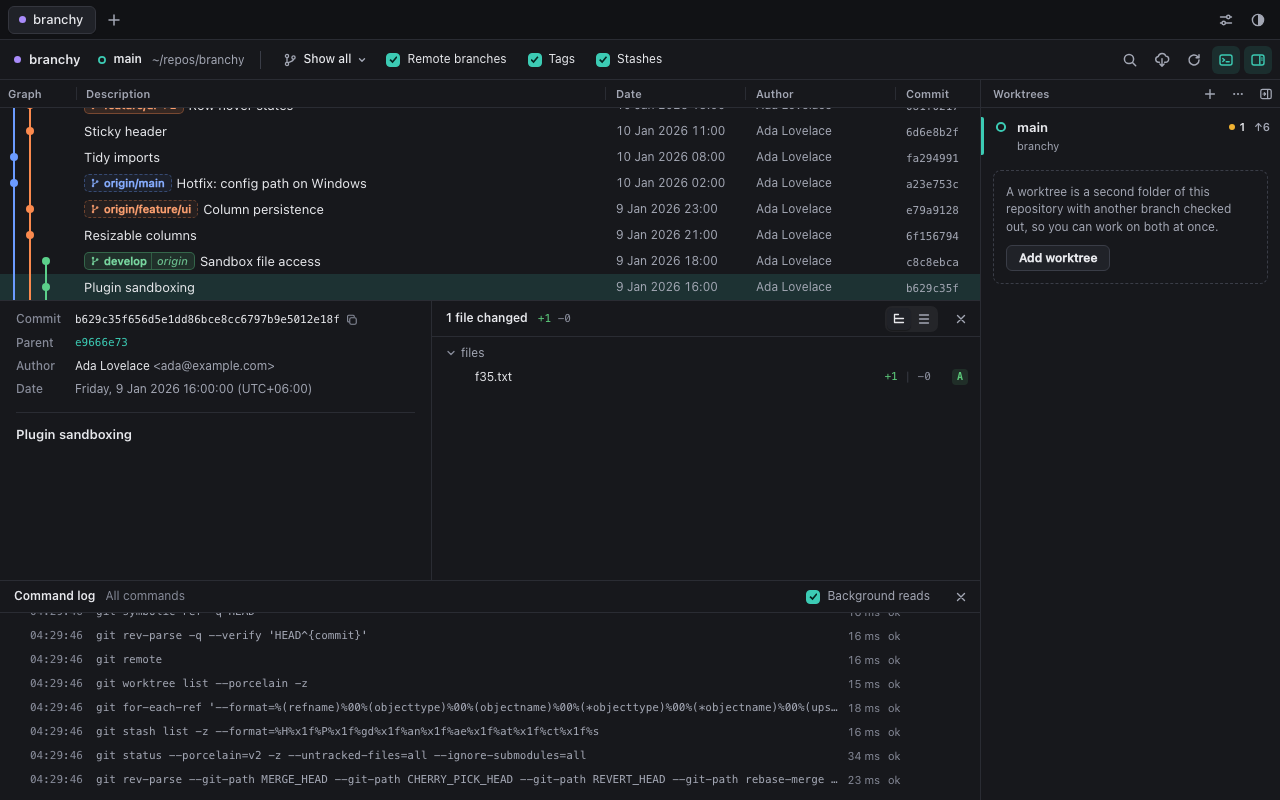 branchy
branchy main ~/repos/branchy Show all Remote branches Tags Stashes
Graph Description Date Author Commit
Sticky header 10 Jan 2026 11:00 Ada Lovelace 6d6e8b2f
Tidy imports 10 Jan 2026 08:00 Ada Lovelace fa294991
origin/main Hotfix: config path on Windows 10 Jan 2026 02:00 Ada Lovelace a23e753c
origin/feature/ui Column persistence 9 Jan 2026 23:00 Ada Lovelace e79a9128
Resizable columns 9 Jan 2026 21:00 Ada Lovelace 6f156794
develop origin Sandbox file access 9 Jan 2026 18:00 Ada Lovelace c8c8ebca
Plugin sandboxing 9 Jan 2026 16:00 Ada Lovelace b629c35f
Commit b629c35f656d5e1dd86bce8cc6797b9e5012e18f
Parent e9666e73
Author Ada Lovelace <ada@example.com>
Date Friday, 9 Jan 2026 16:00:00 (UTC+06:00)
Plugin sandboxing
1 file changed +1 −0
files
f35.txt +1 | −0 A
Command log All commands Background reads
04:29:46 git symbolic-ref -q HEAD 16 ms ok
04:29:46 git rev-parse -q --verify 'HEAD^{commit}' 16 ms ok
04:29:46 git remote 16 ms ok
04:29:46 git worktree list --porcelain -z 15 ms ok
04:29:46 git for-each-ref '--format=%(refname)%00%(objecttype)%00(objectname)%00%(*objecttype)%00%(*objectname)%00%(ups… 18 ms ok
04:29:46 git stash list -z --format=%H%x1f%P%x1f%gd%x1f%an%x1f%ae%x1f%at%x1f%ct%x1f%s 16 ms ok
04:29:46 git status --porcelain=v2 -z --untracked-files=all --ignore-submodules=all 34 ms ok
04:29:46 git rev-parse --git-path MERGE_HEAD --git-path CHERRY_PICK_HEAD --git-path REVERT_HEAD --git-path rebase-merge … 23 ms ok
Worktrees
main 1 ↑6
branchy
A worktree is a second folder of this
repository with another branch checked
out, so you can work on both at once.
Add worktree